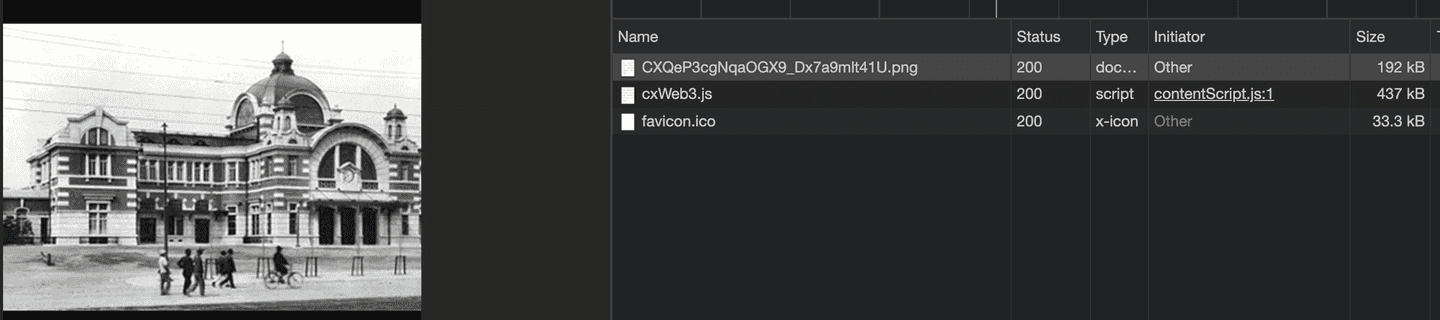 Name Status Type Initiator Size
CXQeP3cgNqaOGX9_Dx7a9mlt41U.png 200 doc... Other 192 kB
cxWeb3.js 200 script contentScript.js:1 437 kB
favicon.ico 200 x-icon Other 33.3 kB